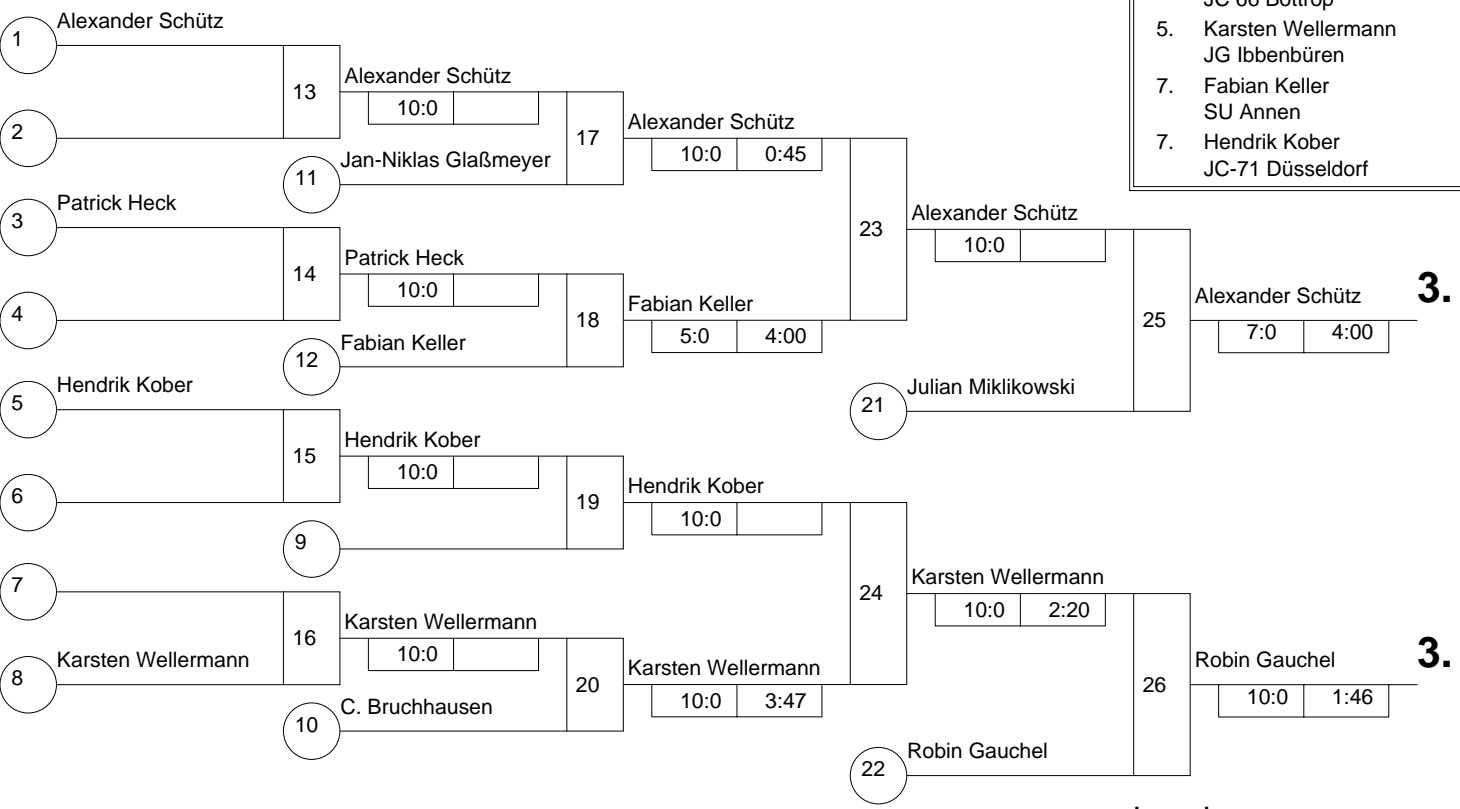 JC 66 Bottrop
5. Karsten Wellermann
JG Ibbenbüren
7. Fabian Keller
SU Annen
7. Hendrik Kober
JC-71 Düsseldorf
1 Alexander Schütz
2
13 Alexander Schütz
10:0
11 Jan-Niklas Glaßmeyer
17 Alexander Schütz
10:0 0:45
3 Patrick Heck
4
14 Patrick Heck
10:0
12 Fabian Keller
18 Fabian Keller
5:0 4:00
23 Alexander Schütz
10:0
21 Julian Miklikowski
25 Alexander Schütz 3.
7:0 4:00
5 Hendrik Kober
6
15 Hendrik Kober
10:0
9
19 Hendrik Kober
10:0
7
8 Karsten Wellermann
16 Karsten Wellermann
10:0
10 C. Bruchhausen
20 Karsten Wellermann
10:0 3:47
24 Karsten Wellermann
10:0 2:20
22 Robin Gauchel
26 Robin Gauchel 3.
10:0 1:46